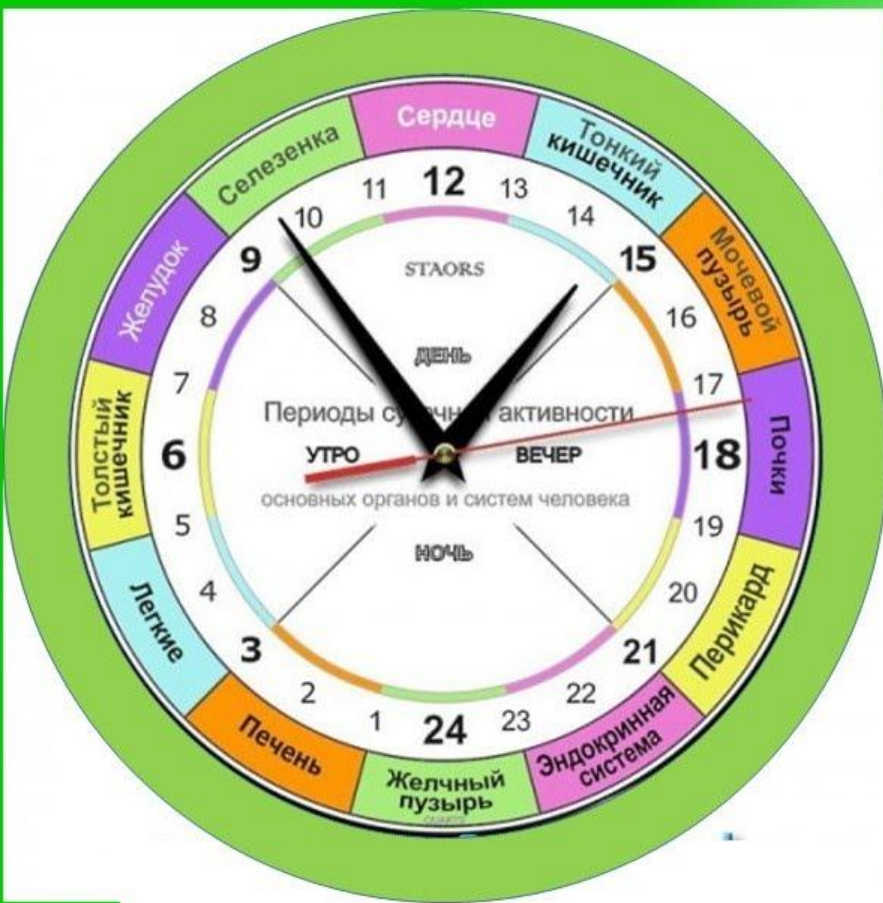 Сердце
Тонкий
кишечник
Мочевой
пузырь
Почки
Перикард
Эндокринная
система
Желчный
пузырь
Печень
Легкие
Толстый
кишечник
Желудок
Селезенка
12
13
14
15
16
17
18
19
20
21
22
23
24
1
2
3
4
5
6
7
8
9
10
11
STAORS
ДЕНЬ
Периоды активности
УТРО ВЕЧЕР
основных органов и систем человека
НОЧЬ